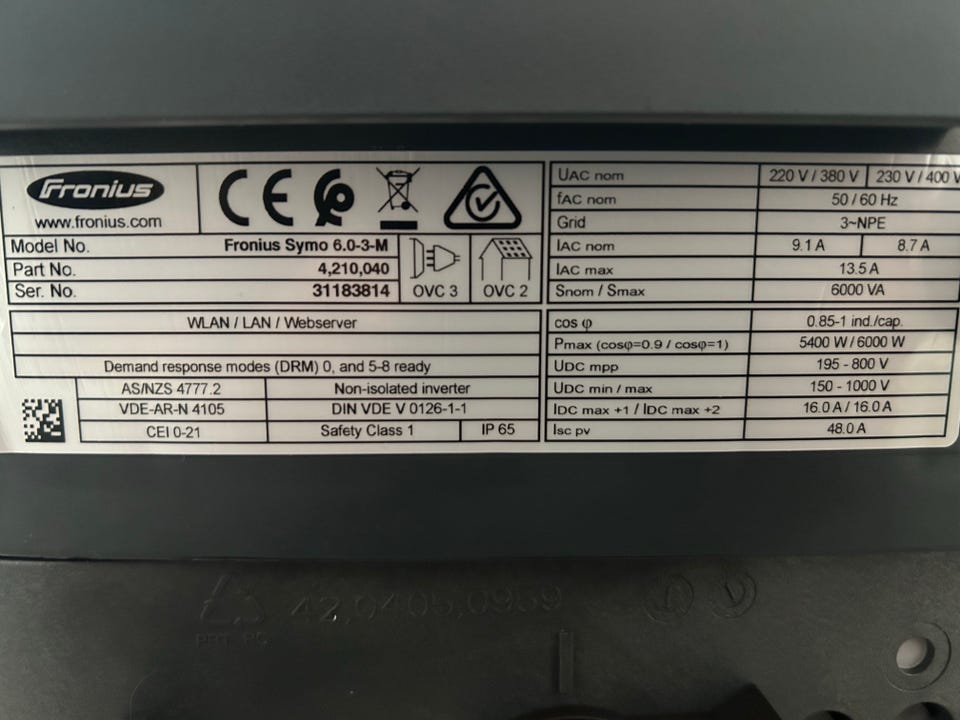 Fronius
www.fronius.com
Model No. Fronius Symo 6.0-3-M
Part No. 4,210,040
Ser. No. 31183814
CE
OVC 3 OVC 2
WLAN / LAN / Webserver
Demand response modes (DRM) 0, and 5-8 ready
AS/NZS 4777.2 Non-isolated inverter
VDE-AR-N 4105 DIN VDE V 0126-1-1
CEI 0-21 Safety Class 1 IP 65
UAC nom 220 V / 380 V 230 V / 400 V
fAC nom 50 / 60 Hz
Grid 3~NPE
IAC nom 9.1 A 8.7 A
IAC max 13.5 A
Snom / Smax 6000 VA
cos φ 0.85-1 ind./cap.
Pmax (cosφ=0.9 / cosφ=1) 5400 W / 6000 W
UDC mpp 195 - 800 V
UDC min / max 150 - 1000 V
IDC max +1 / IDC max +2 16.0 A / 16.0 A
Isc pv 48.0 A
42,0405,0959